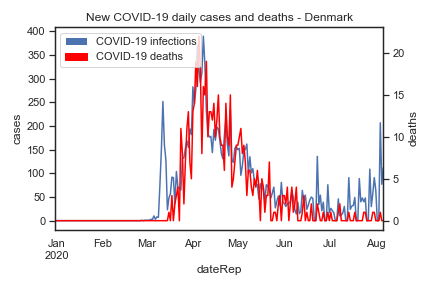 New COVID-19 daily cases and deaths - Denmark
COVID-19 infections
COVID-19 deaths
400
350
300
250
200
150
100
50
0
cases
20
15
10
5
0
deaths
Jan
2020
Feb
Mar
Apr
May
Jun
Jul
Aug
dateRep